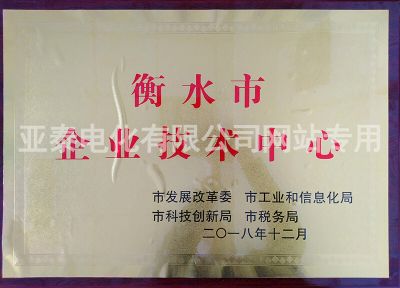 衡水市
亚泰电化有限公司网站专用
企业技术中心
市发展改革委 市工业和信息化局
市科技创新局 市税务局
二〇一八年十二月